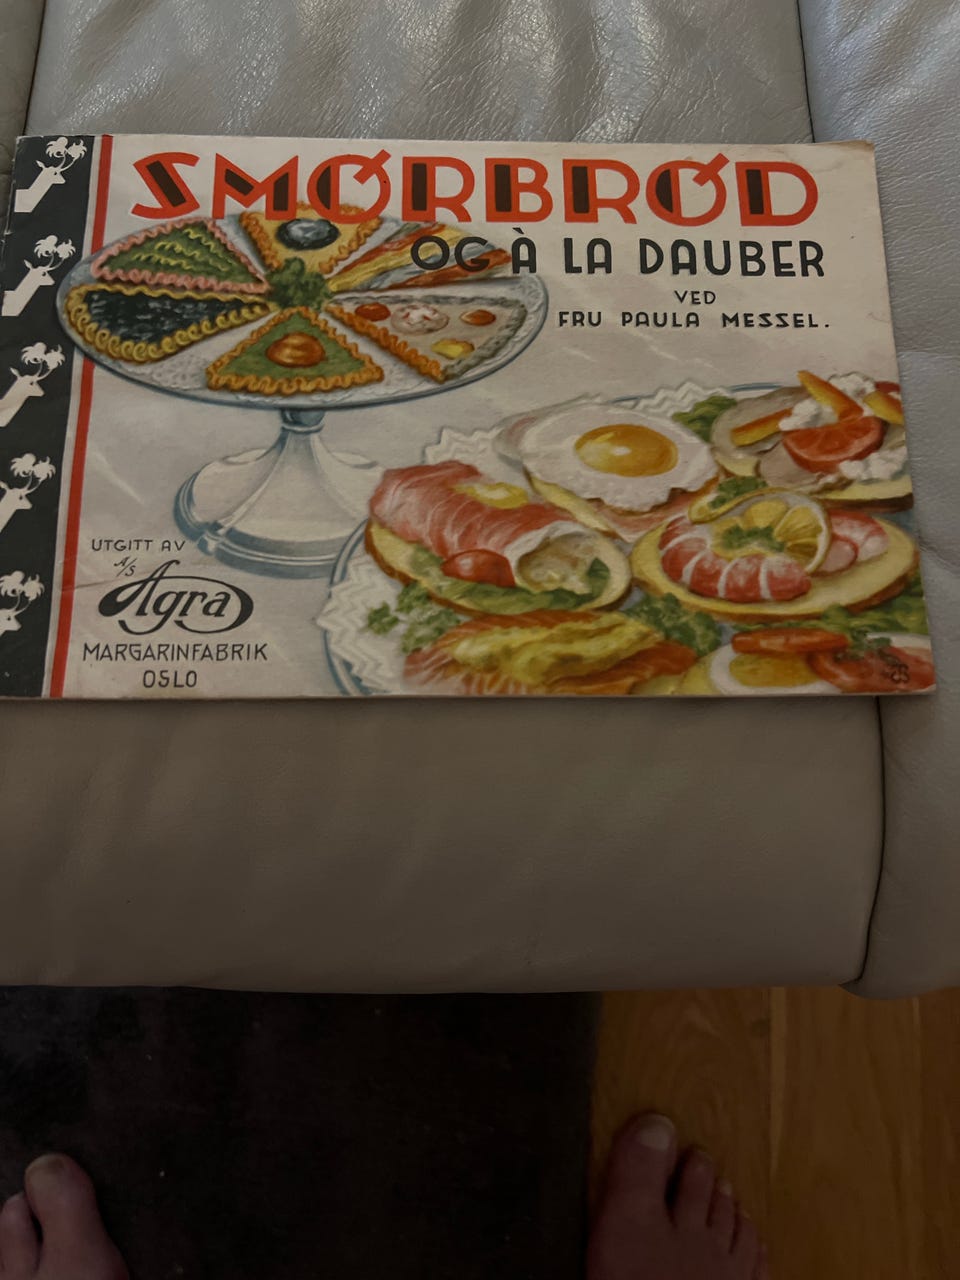 SMØRBRØD
OG À LA DAUBER
VED
FRU PAULA MESSEL.
UTGITT AV
A/S
Agra
MARGARINFABRIK
OSLO